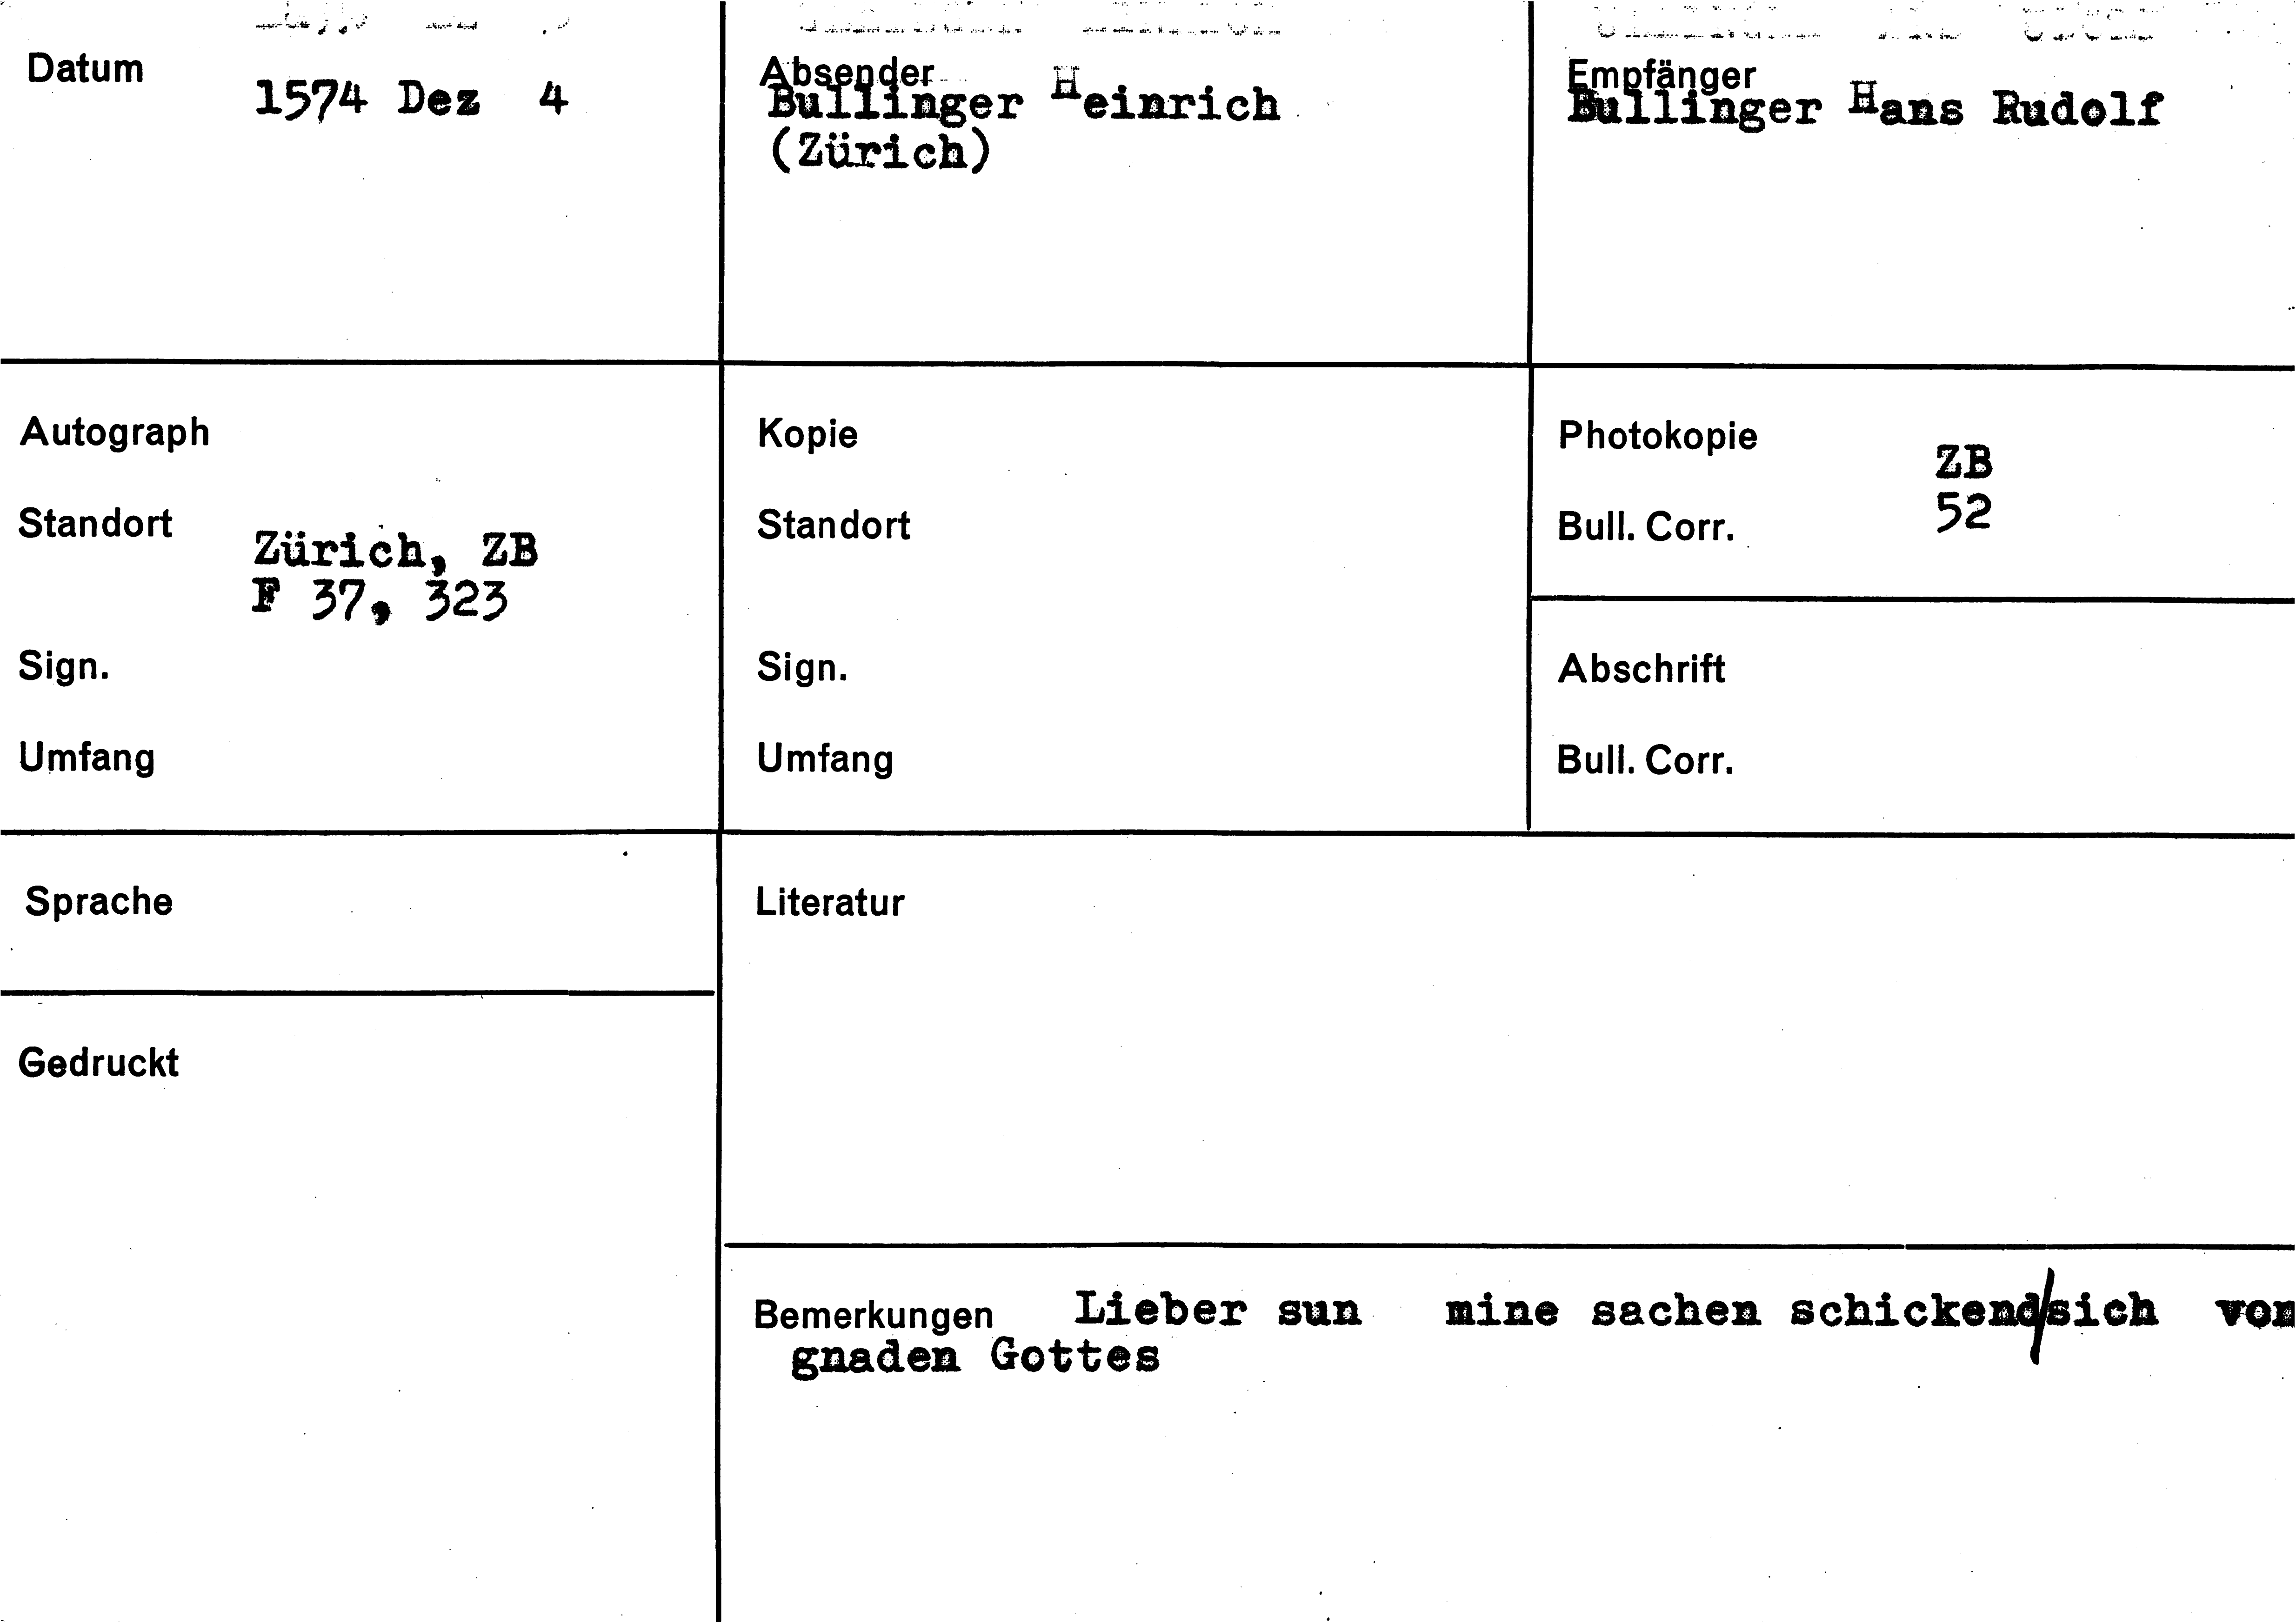 Datum
1574 Dez 4
Absender
Bullinger Heinrich
(Zürich)
Empfänger
Bullinger Hans Rudolf
Autograph
Standort
Zürich, ZB
F 37, 323
Sign.
Umfang
Kopie
Standort
Sign.
Umfang
Photokopie
ZB
Bull. Corr.
52
Abschrift
Bull. Corr.
Sprache
Gedruckt
Literatur
Bemerkungen Lieber sun mine sachen schickend/sich von
gnaden Gottes